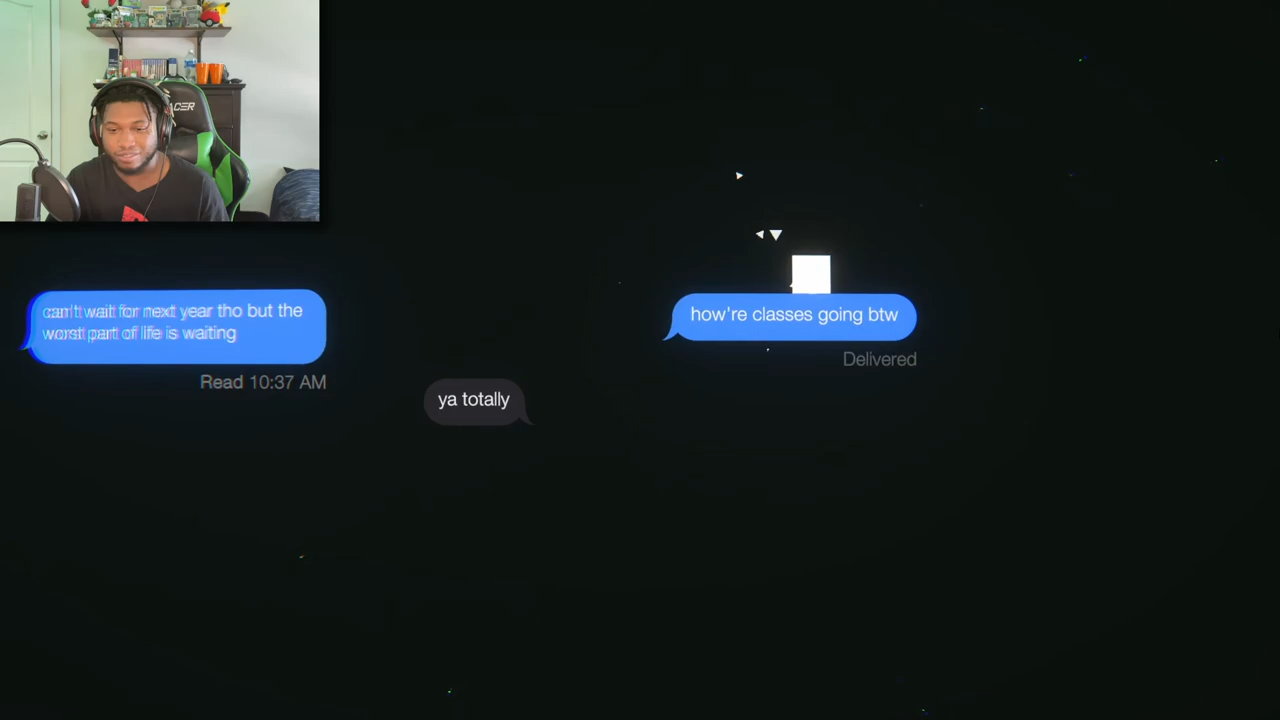 can't wait for next year tho but the
worst part of life is waiting
Read 10:37 AM
ya totally
how're classes going btw
Delivered